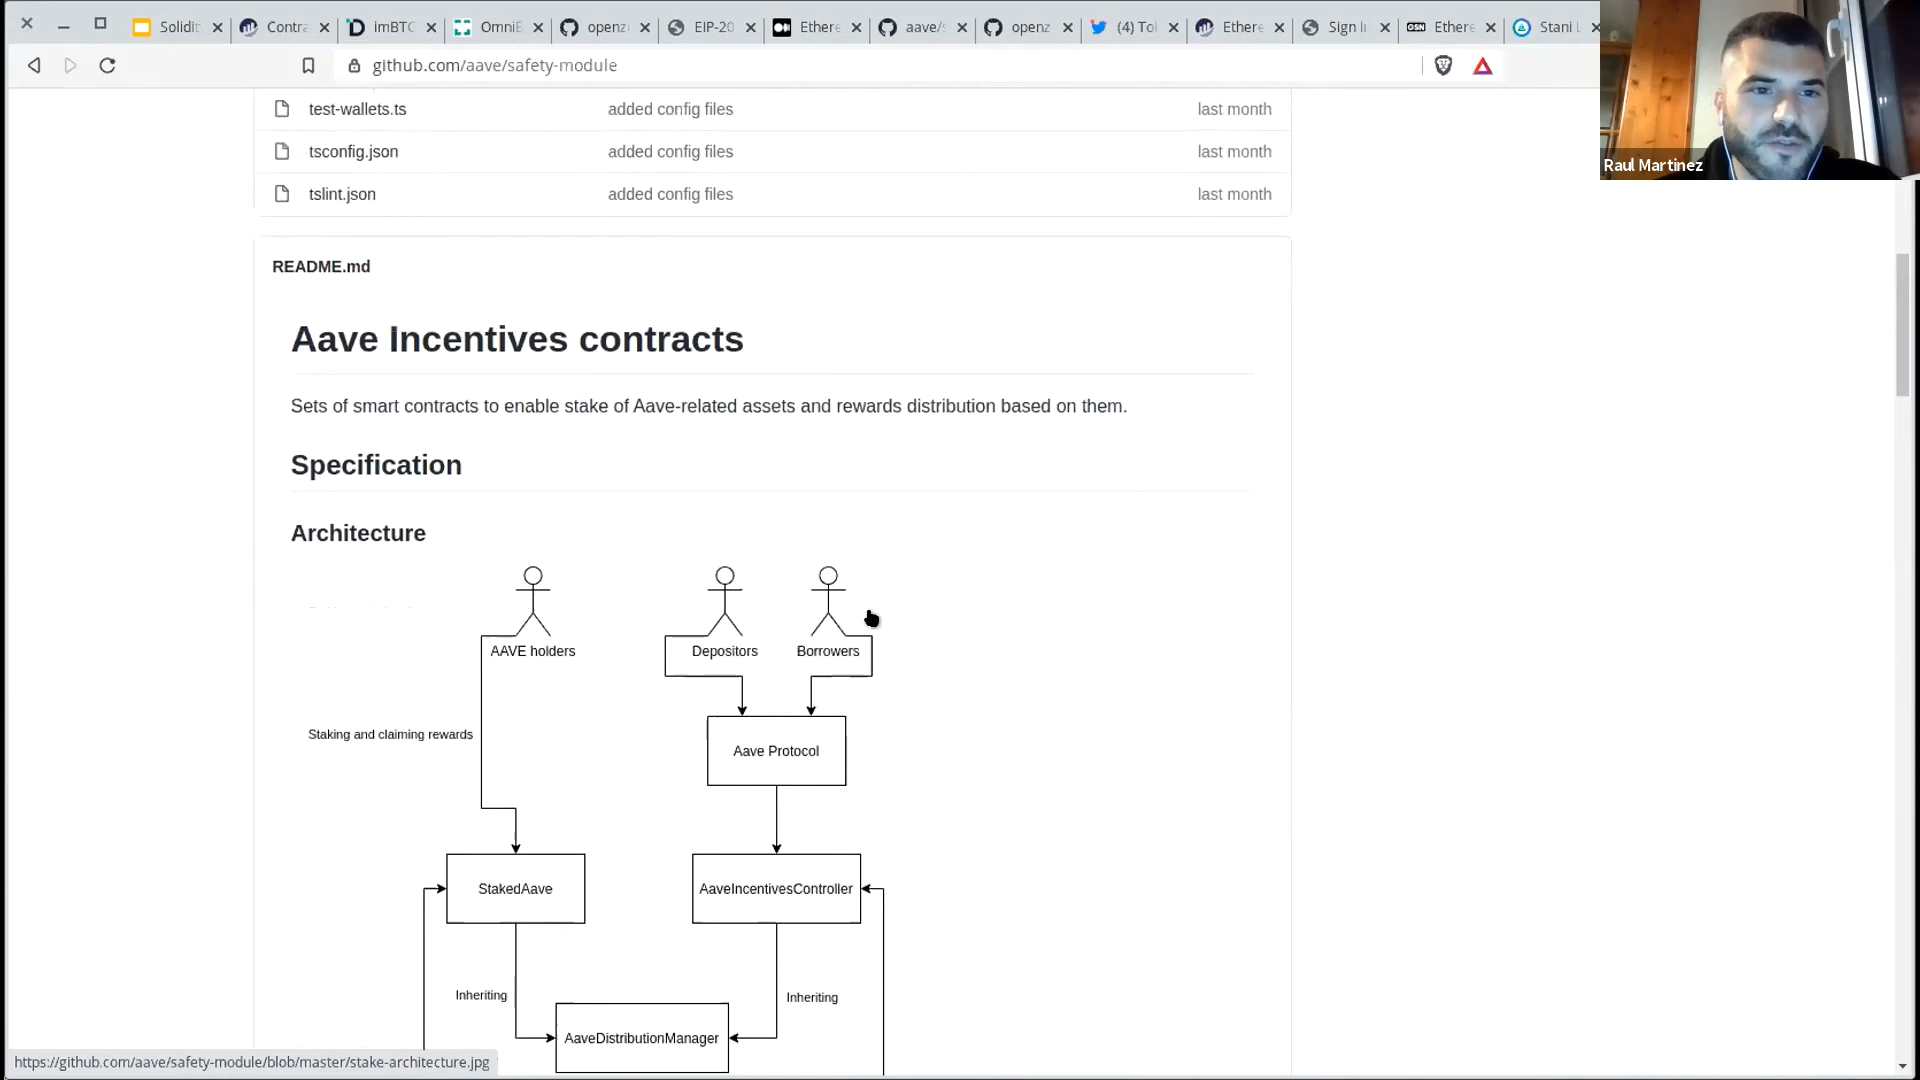 Solidit
Contra
imBTC
OmniE
openz
EIP-20
Ethere
aave/s
openz
(4) Tol
Ethere
Sign I
GSN
Ethere
Stani L
github.com/aave/safety-module
test-wallets.ts added config files last month
tsconfig.json added config files last month
tslint.json added config files last month
Raul Martinez
README.md
Aave Incentives contracts
Sets of smart contracts to enable stake of Aave-related assets and rewards distribution based on them.
Specification
Architecture
AAVE holders
Depositors
Borrowers
Staking and claiming rewards
Aave Protocol
StakedAave
AaveIncentivesController
Inheriting
Inheriting
AaveDistributionManager
https://github.com/aave/safety-module/blob/master/stake-architecture.jpg